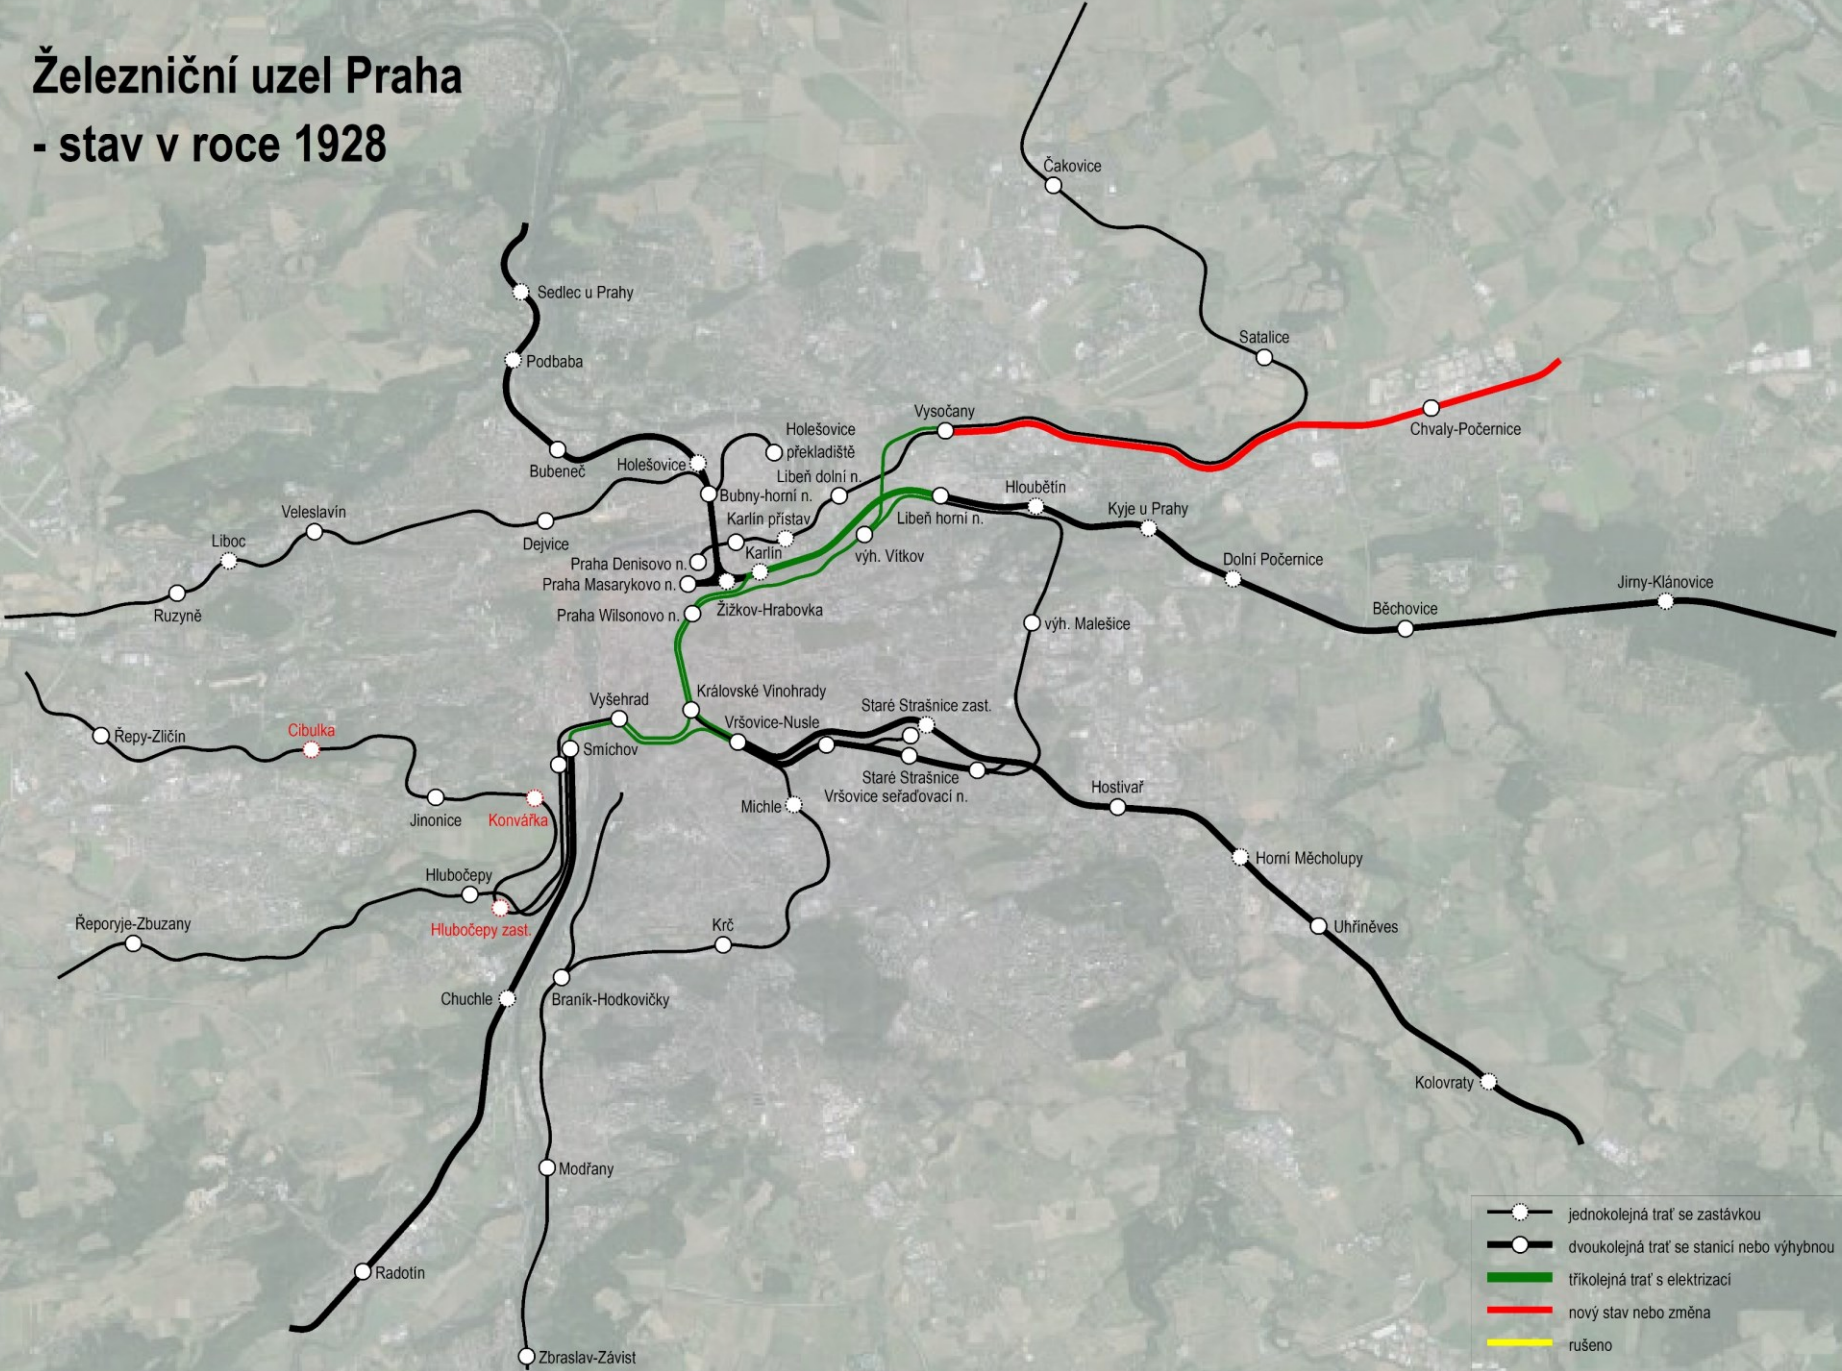 Železniční uzel Praha
- stav v roce 1928
Čakovice
Sedlec u Prahy
Satalice
Podbaba
Vysočany
Chvaly-Počernice
Holešovice
překladiště
Bubeneč
Holešovice
Libeň dolní n.
Bubny-horní n.
Hloubětín
Veleslavín
Karlín přístav
Libeň horní n.
Kyje u Prahy
Liboc
Dejvice
Karlín
výh. Vítkov
Praha Denisovo n.
Dolní Počernice
Praha Masarykovo n.
Jirny-Klánovice
Ruzyně
Praha Wilsonovo n.
Žižkov-Hrabovka
Běchovice
výh. Malešice
Vyšehrad
Královské Vinohrady
Staré Strašnice zast.
Vršovice-Nusle
Řepy-Zličín
Cibulka
Smíchov
Staré Strašnice
Vršovice seřaďovací n.
Hostivař
Michle
Jinonice
Konvářka
Horní Měcholupy
Hlubočepy
Řeporyje-Zbuzany
Hlubočepy zast.
Krč
Uhříněves
Chuchle
Braník-Hodkovičky
Kolovraty
Modřany
Radotín
Zbraslav-Závist
jednokolejná trať se zastávkou
dvoukolejná trať se stanicí nebo výhybnou
tříkolejná trať s elektrizací
nový stav nebo změna
rušeno